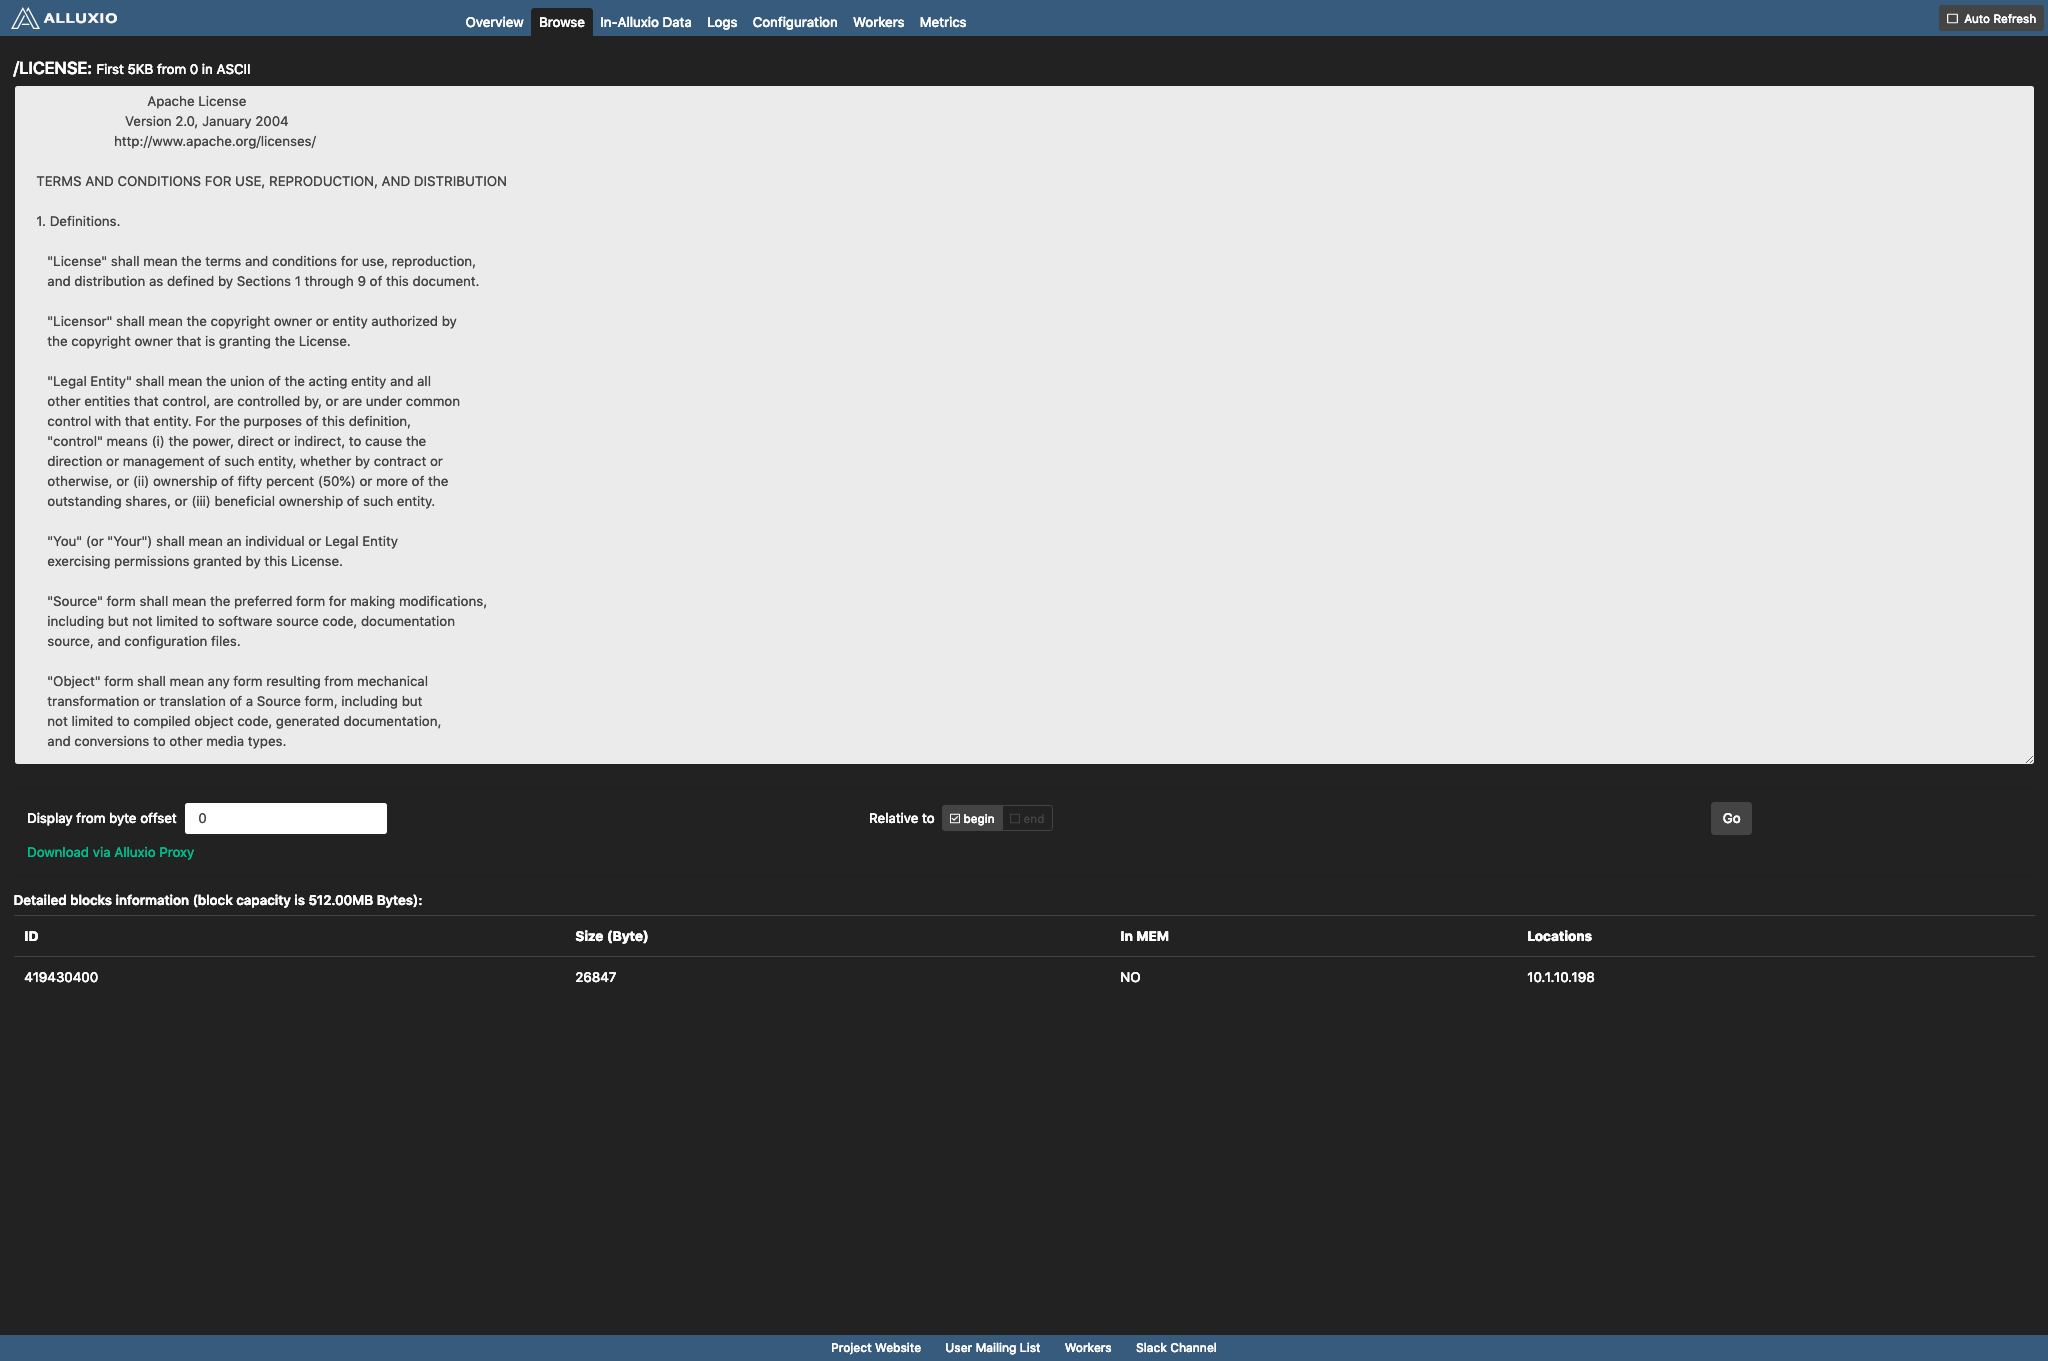 ALLUXIO
Overview Browse In-Alluxio Data Logs Configuration Workers Metrics
Auto Refresh
/LICENSE: First 5KB from 0 in ASCII
Apache License
Version 2.0, January 2004
http://www.apache.org/licenses/
TERMS AND CONDITIONS FOR USE, REPRODUCTION, AND DISTRIBUTION
1. Definitions.
"License" shall mean the terms and conditions for use, reproduction,
and distribution as defined by Sections 1 through 9 of this document.
"Licensor" shall mean the copyright owner or entity authorized by
the copyright owner that is granting the License.
"Legal Entity" shall mean the union of the acting entity and all
other entities that control, are controlled by, or are under common
control with that entity. For the purposes of this definition,
"control" means (i) the power, direct or indirect, to cause the
direction or management of such entity, whether by contract or
otherwise, or (ii) ownership of fifty percent (50%) or more of the
outstanding shares, or (iii) beneficial ownership of such entity.
"You" (or "Your") shall mean an individual or Legal Entity
exercising permissions granted by this License.
"Source" form shall mean the preferred form for making modifications,
including but not limited to software source code, documentation
source, and configuration files.
"Object" form shall mean any form resulting from mechanical
transformation or translation of a Source form, including but
not limited to compiled object code, generated documentation,
and conversions to other media types.
Display from byte offset 0 Relative to begin end Go
Download via Alluxio Proxy
Detailed blocks information (block capacity is 512.00MB Bytes):
ID Size (Byte) In MEM Locations
419430400 26847 NO 10.1.10.198
Project Website User Mailing List Workers Slack Channel